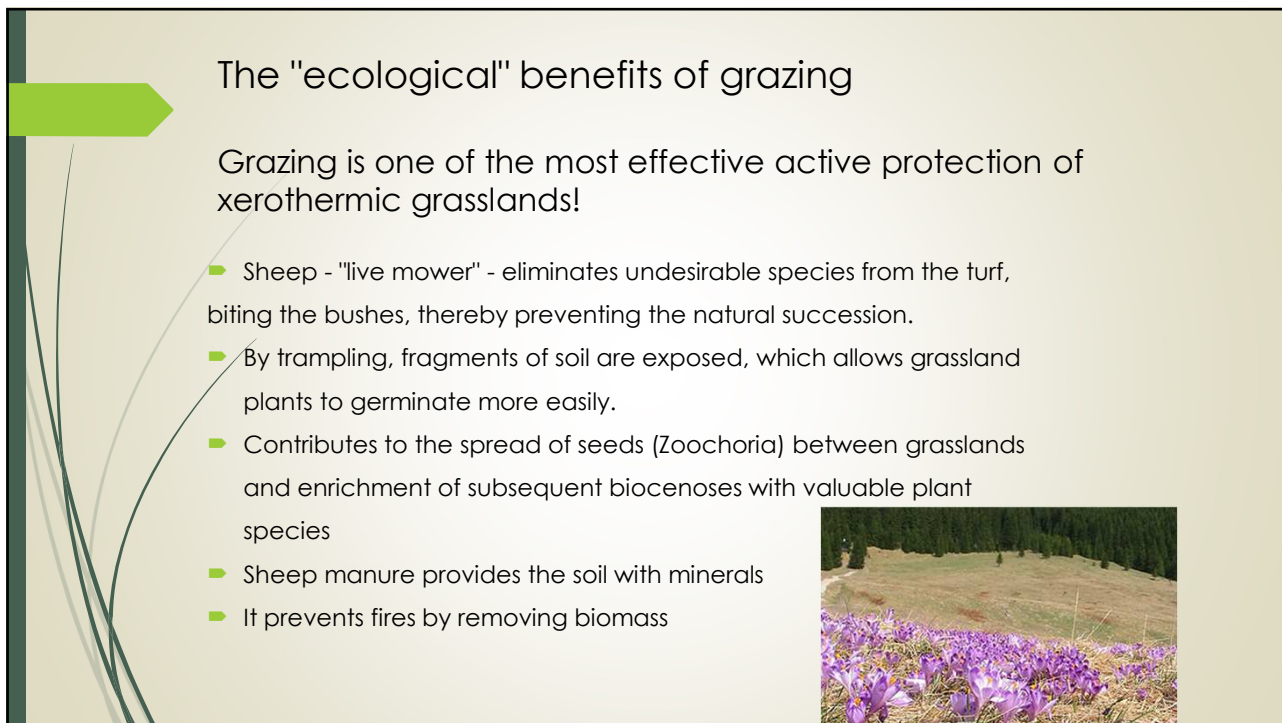 The "ecological" benefits of grazing
Grazing is one of the most effective active protection of
xerothermic grasslands!
Sheep - "live mower" - eliminates undesirable species from the turf,
biting the bushes, thereby preventing the natural succession.
By trampling, fragments of soil are exposed, which allows grassland
plants to germinate more easily.
Contributes to the spread of seeds (Zoochoria) between grasslands
and enrichment of subsequent biocenoses with valuable plant
species
Sheep manure provides the soil with minerals
It prevents fires by removing biomass